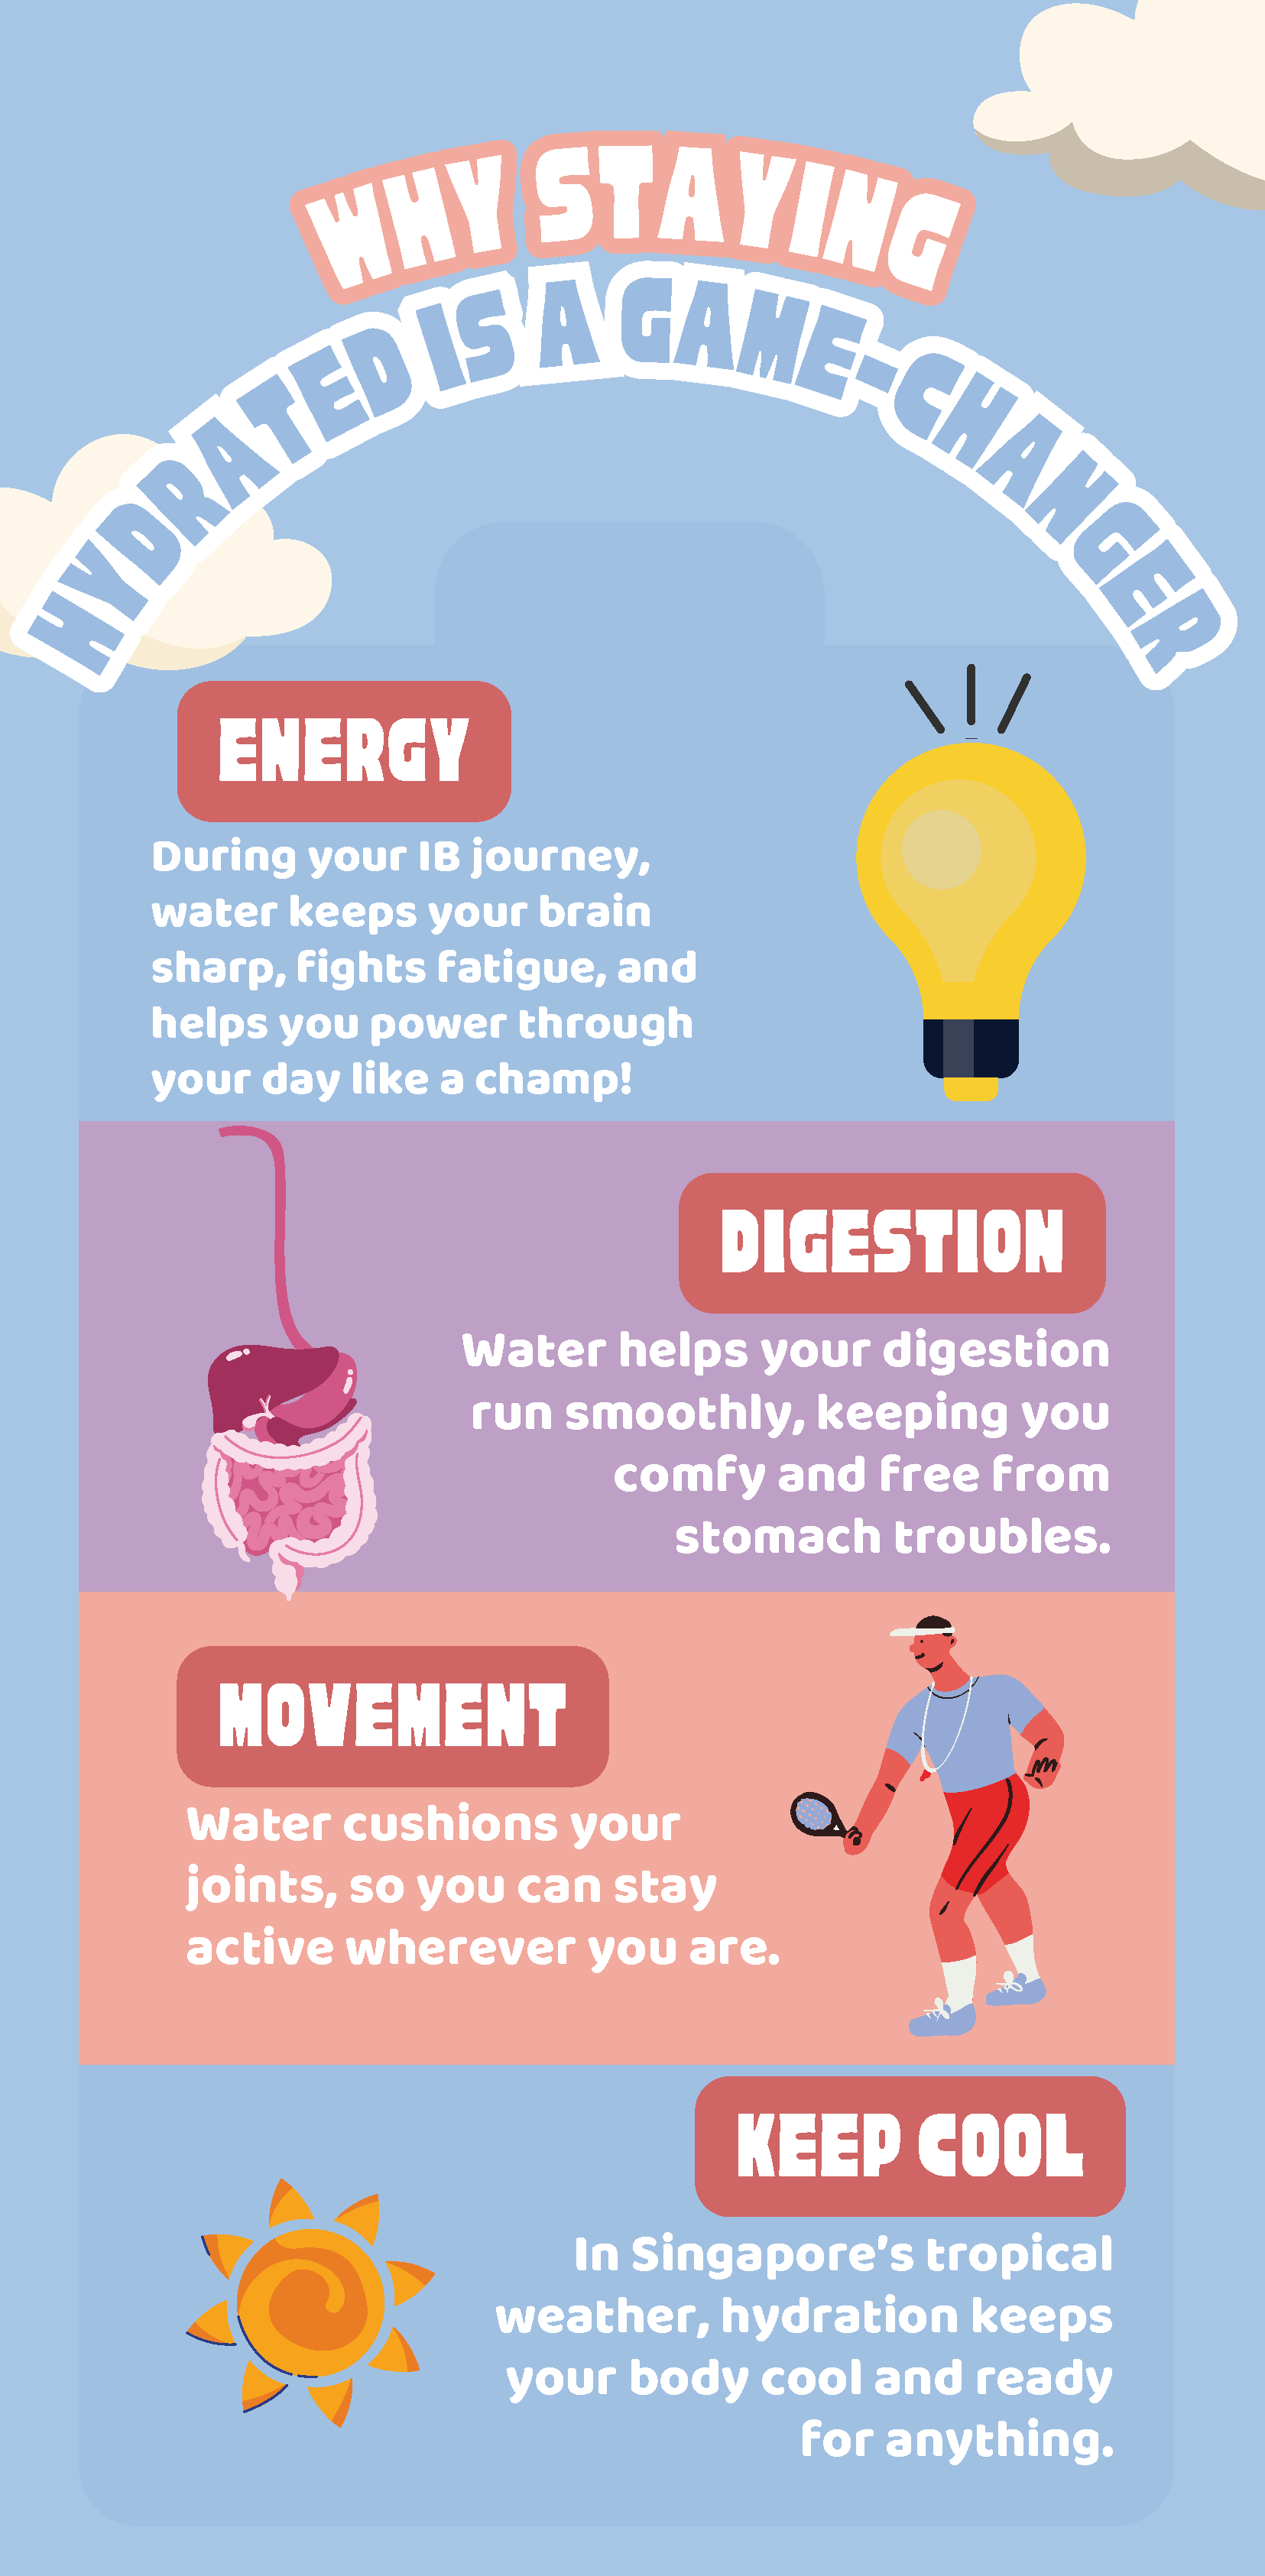 WHY STAYING
HYDRATED IS A GAME-CHANGER
ENERGY
During your IB journey,
water keeps your brain
sharp, fights fatigue, and
helps you power through
your day like a champ!
DIGESTION
Water helps your digestion
run smoothly, keeping you
comfy and free from
stomach troubles.
MOVEMENT
Water cushions your
joints, so you can stay
active wherever you are.
KEEP COOL
In Singapore's tropical
weather, hydration keeps
your body cool and ready
for anything.